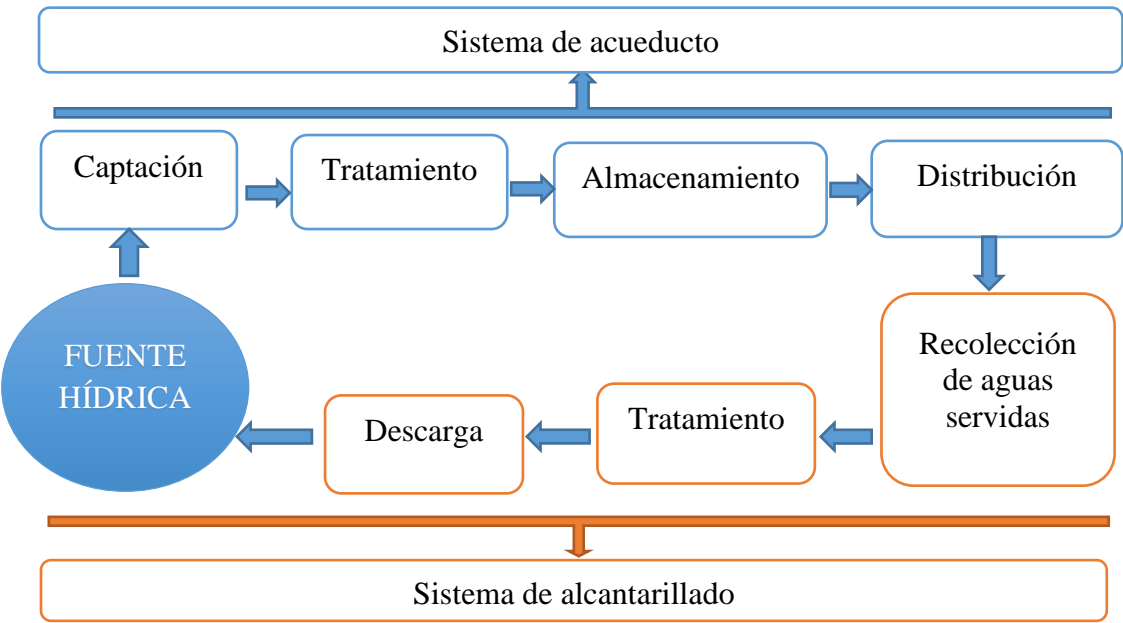 Sistema de acueducto
Captación
Tratamiento
Almacenamiento
Distribución
FUENTE
HÍDRICA
Descarga
Tratamiento
Recolección
de aguas
servidas
Sistema de alcantarillado